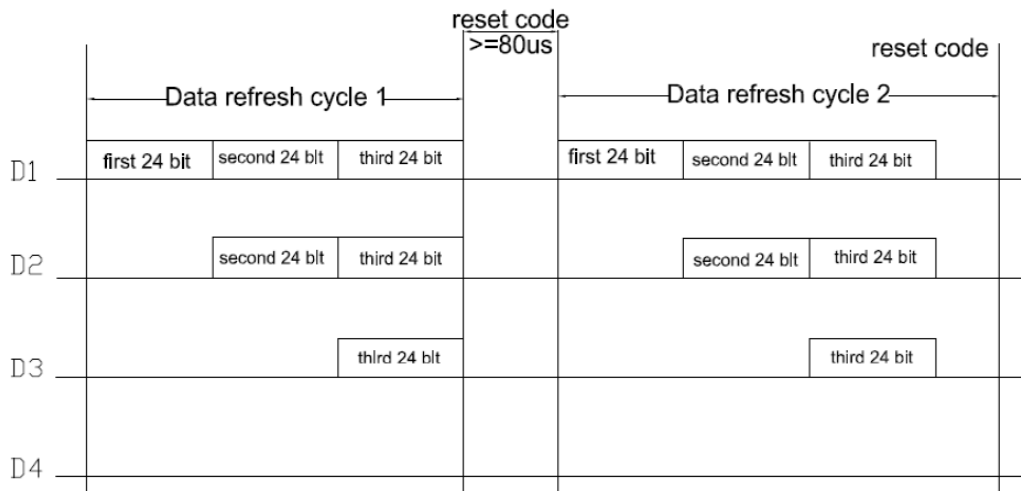 reset code
>=80us
reset code
Data refresh cycle 1
Data refresh cycle 2
D1 first 24 bit second 24 blt third 24 bit first 24 bit second 24 blt third 24 bit
D2 second 24 blt third 24 bit second 24 blt third 24 bit
D3 thlrd 24 blt third 24 bit
D4